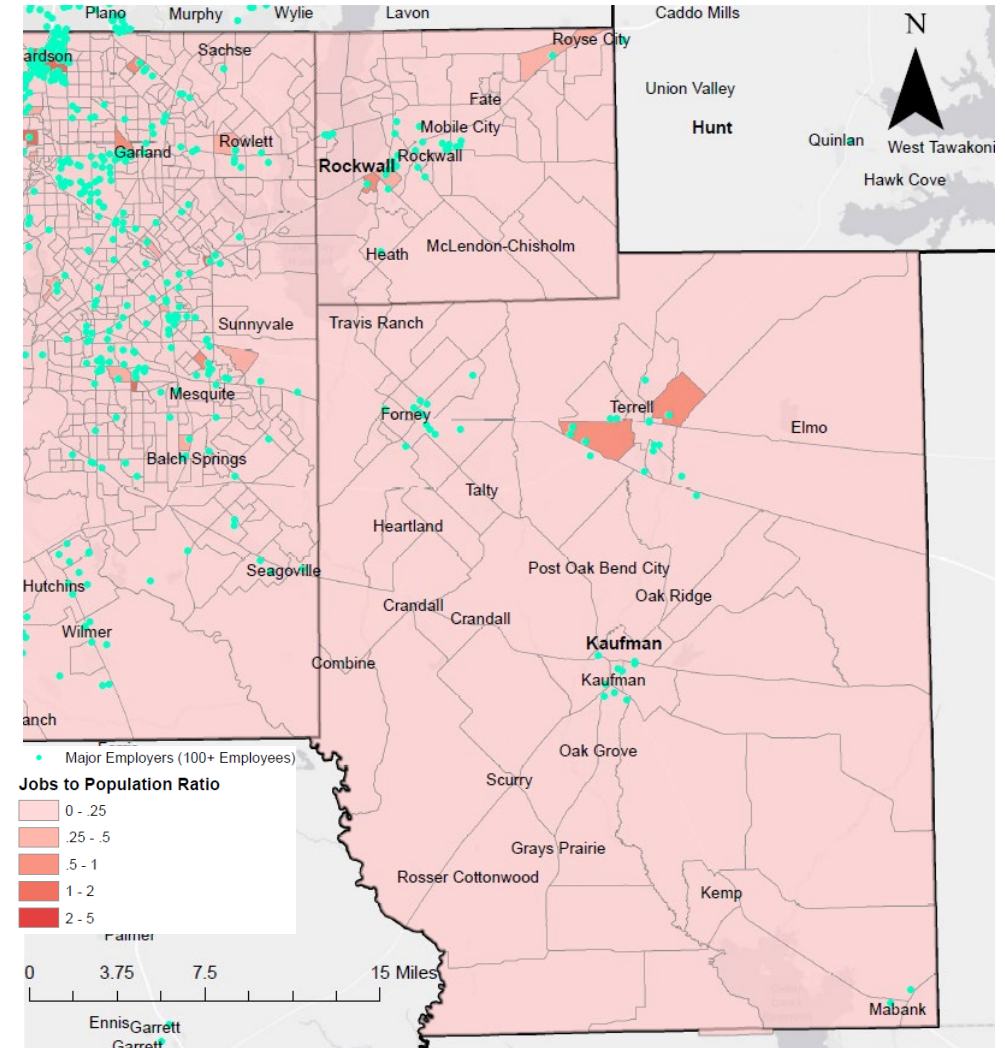 Plano
Murphy
Wylie
Lavon
Caddo Mills
N
ardson
Sachse
Royse City
Union Valley
Fate
Hunt
Mobile City
Quinlan
West Tawakoni
Garland
Rowlett
Rockwall
Rockwall
Hawk Cove
Heath
McLendon-Chisholm
Sunnyvale
Travis Ranch
Mesquite
Forney
Terrell
Elmo
Balch Springs
Talty
Heartland
Hutchins
Seagoville
Post Oak Bend City
Oak Ridge
Crandall
Crandall
Wilmer
Kaufman
Combine
Kaufman
anch
Oak Grove
Major Employers (100+ Employees)
Scurry
Jobs to Population Ratio
0 - .25
.25 - .5
.5 - 1
1 - 2
2 - 5
Grays Prairie
Rosser Cottonwood
Kemp
Palmer
0 3.75 7.5 15 Miles
Mabank
Ennis
Garrett
Garrett